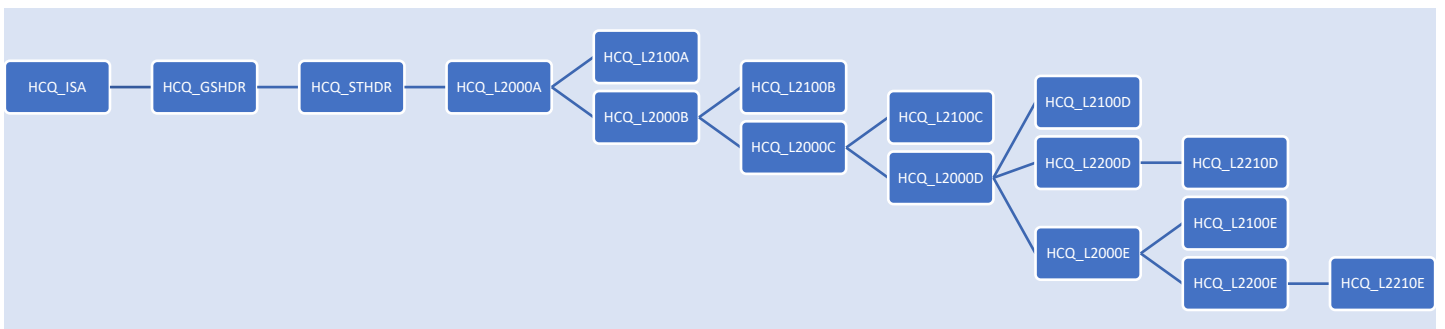 HCQ_ISA
HCQ_GSHDR
HCQ_STHDR
HCQ_L2000A
HCQ_L2100A
HCQ_L2000B
HCQ_L2100B
HCQ_L2000C
HCQ_L2100C
HCQ_L2000D
HCQ_L2100D
HCQ_L2200D
HCQ_L2210D
HCQ_L2000E
HCQ_L2100E
HCQ_L2200E
HCQ_L2210E